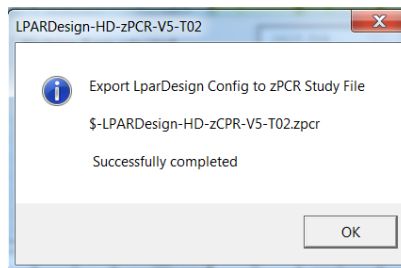 LPARDesign-HD-zPCR-V5-T02
Export LparDesign Config to zPCR Study File
$-LPARDesign-HD-zCPR-V5-T02.zpcr
Successfully completed
OK